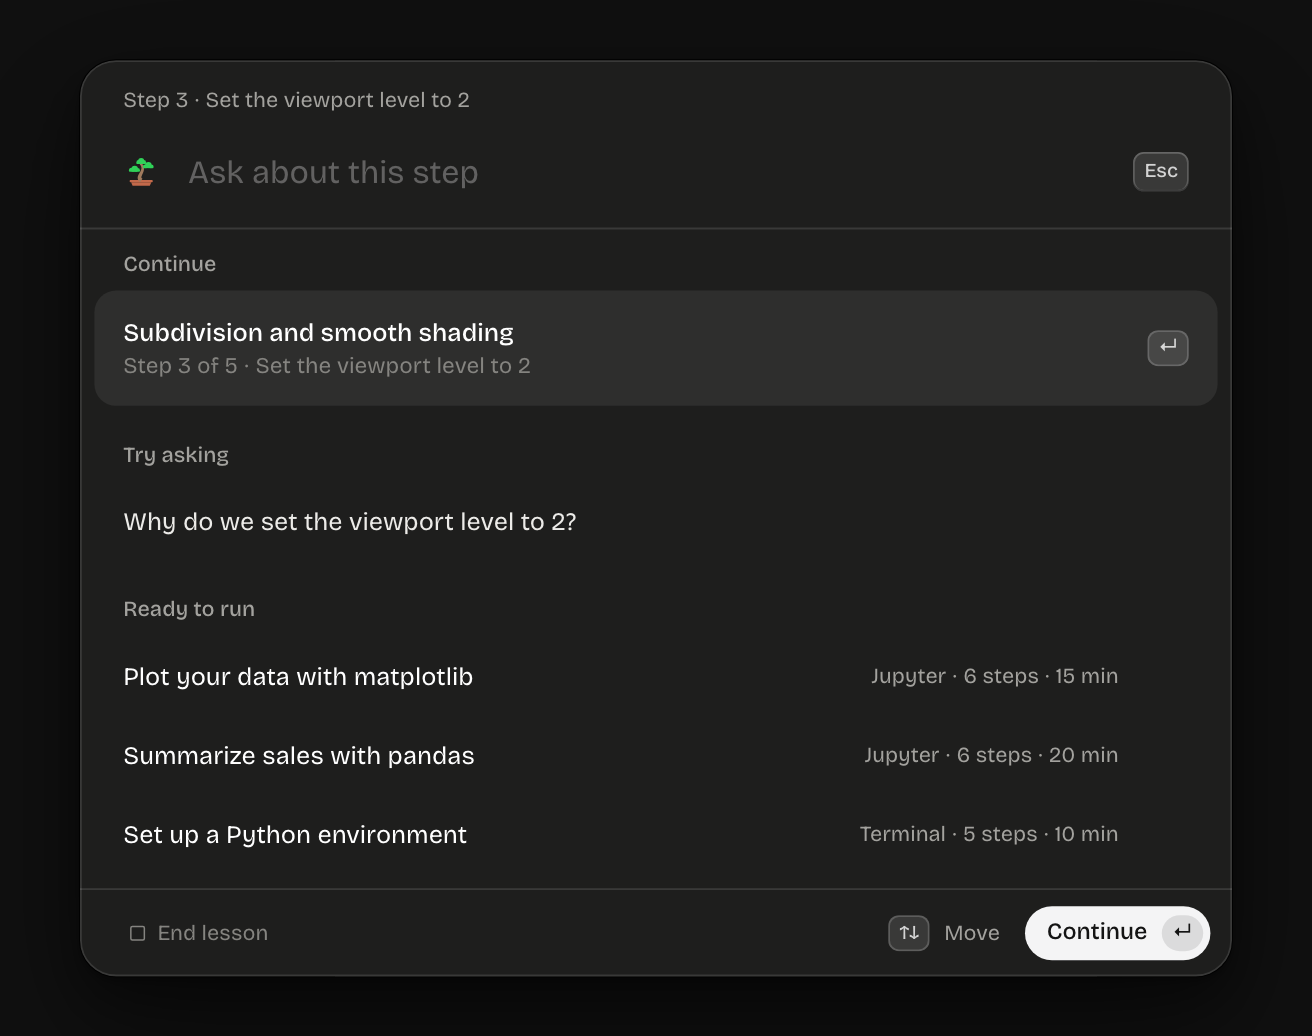 Step 3 · Set the viewport level to 2
Ask about this step
Esc
Continue
Subdivision and smooth shading
Step 3 of 5 · Set the viewport level to 2
Try asking
Why do we set the viewport level to 2?
Ready to run
Plot your data with matplotlib
Jupyter · 6 steps · 15 min
Summarize sales with pandas
Jupyter · 6 steps · 20 min
Set up a Python environment
Terminal · 5 steps · 10 min
End lesson
Move
Continue